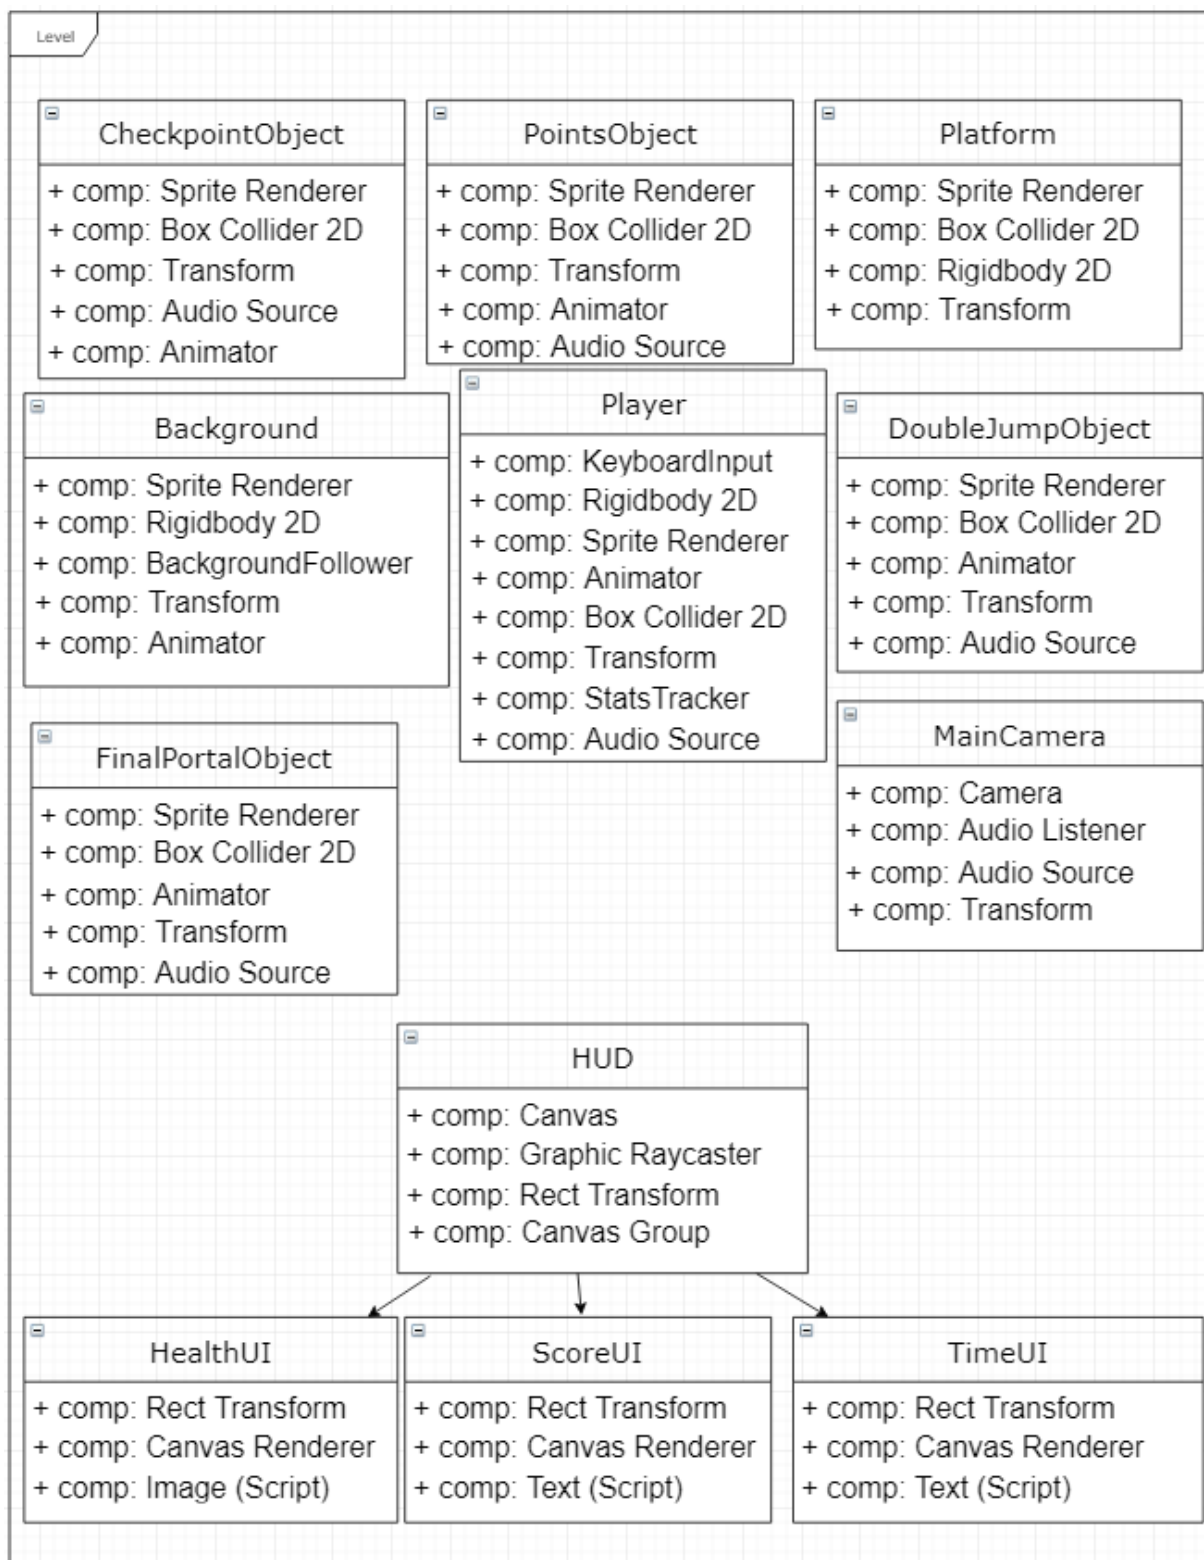 Level
CheckpointObject
+ comp: Sprite Renderer
+ comp: Box Collider 2D
+ comp: Transform
+ comp: Audio Source
+ comp: Animator
PointsObject
+ comp: Sprite Renderer
+ comp: Box Collider 2D
+ comp: Transform
+ comp: Animator
+ comp: Audio Source
Platform
+ comp: Sprite Renderer
+ comp: Box Collider 2D
+ comp: Rigidbody 2D
+ comp: Transform
Background
+ comp: Sprite Renderer
+ comp: Rigidbody 2D
+ comp: BackgroundFollower
+ comp: Transform
+ comp: Animator
Player
+ comp: KeyboardInput
+ comp: Rigidbody 2D
+ comp: Sprite Renderer
+ comp: Animator
+ comp: Box Collider 2D
+ comp: Transform
+ comp: StatsTracker
+ comp: Audio Source
DoubleJumpObject
+ comp: Sprite Renderer
+ comp: Box Collider 2D
+ comp: Animator
+ comp: Transform
+ comp: Audio Source
FinalPortalObject
+ comp: Sprite Renderer
+ comp: Box Collider 2D
+ comp: Animator
+ comp: Transform
+ comp: Audio Source
MainCamera
+ comp: Camera
+ comp: Audio Listener
+ comp: Audio Source
+ comp: Transform
HUD
+ comp: Canvas
+ comp: Graphic Raycaster
+ comp: Rect Transform
+ comp: Canvas Group
HealthUI
+ comp: Rect Transform
+ comp: Canvas Renderer
+ comp: Image (Script)
ScoreUI
+ comp: Rect Transform
+ comp: Canvas Renderer
+ comp: Text (Script)
TimeUI
+ comp: Rect Transform
+ comp: Canvas Renderer
+ comp: Text (Script)